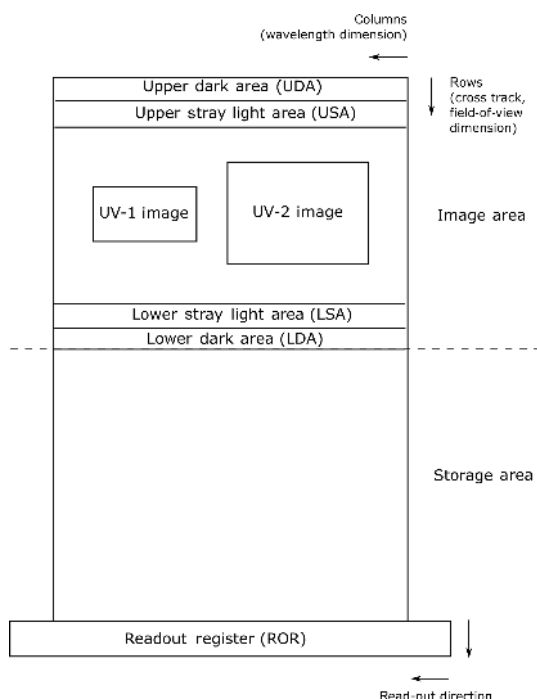 Columns
(wavelength dimension)
Upper dark area (UDA)
Rows
(cross track,
field-of-view
dimension)
Upper stray light area (USA)
UV-1 image
UV-2 image
Image area
Lower stray light area (LSA)
Lower dark area (LDA)
Storage area
Readout register (ROR)
Read-out direction